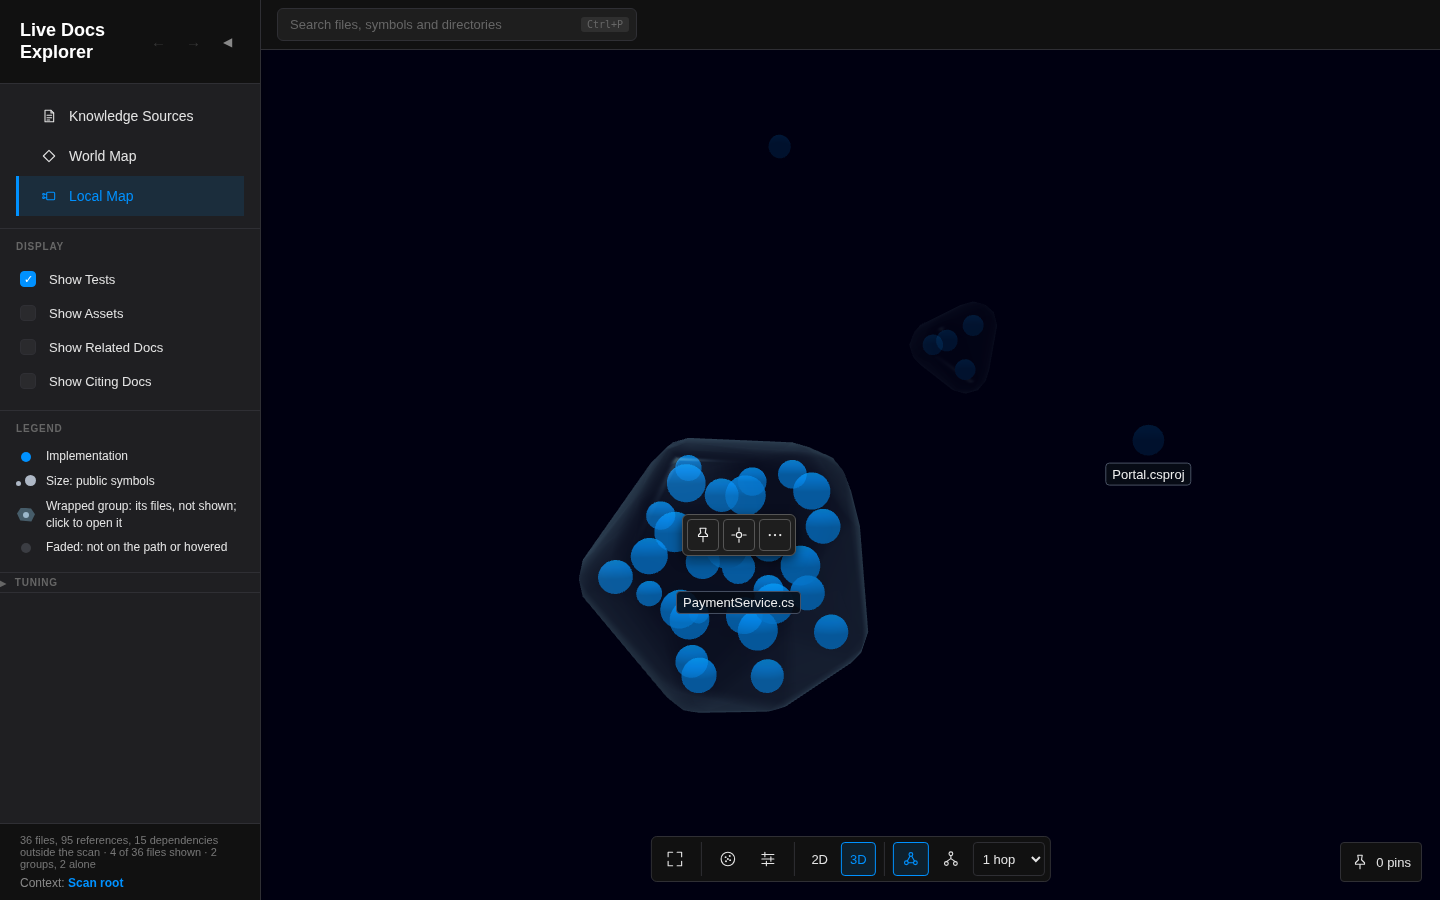 Live Docs
Explorer
Search files, symbols and directories
Ctrl+P
Knowledge Sources
World Map
Local Map
DISPLAY
Show Tests
Show Assets
Show Related Docs
Show Citing Docs
LEGEND
Implementation
Size: public symbols
Wrapped group: its files, not shown;
click to open it
Faded: not on the path or hovered
TUNING
36 files, 95 references, 15 dependencies
outside the scan · 4 of 36 files shown · 2
groups, 2 alone
Context: Scan root
Portal.csproj
PaymentService.cs
2D
3D
1 hop
0 pins